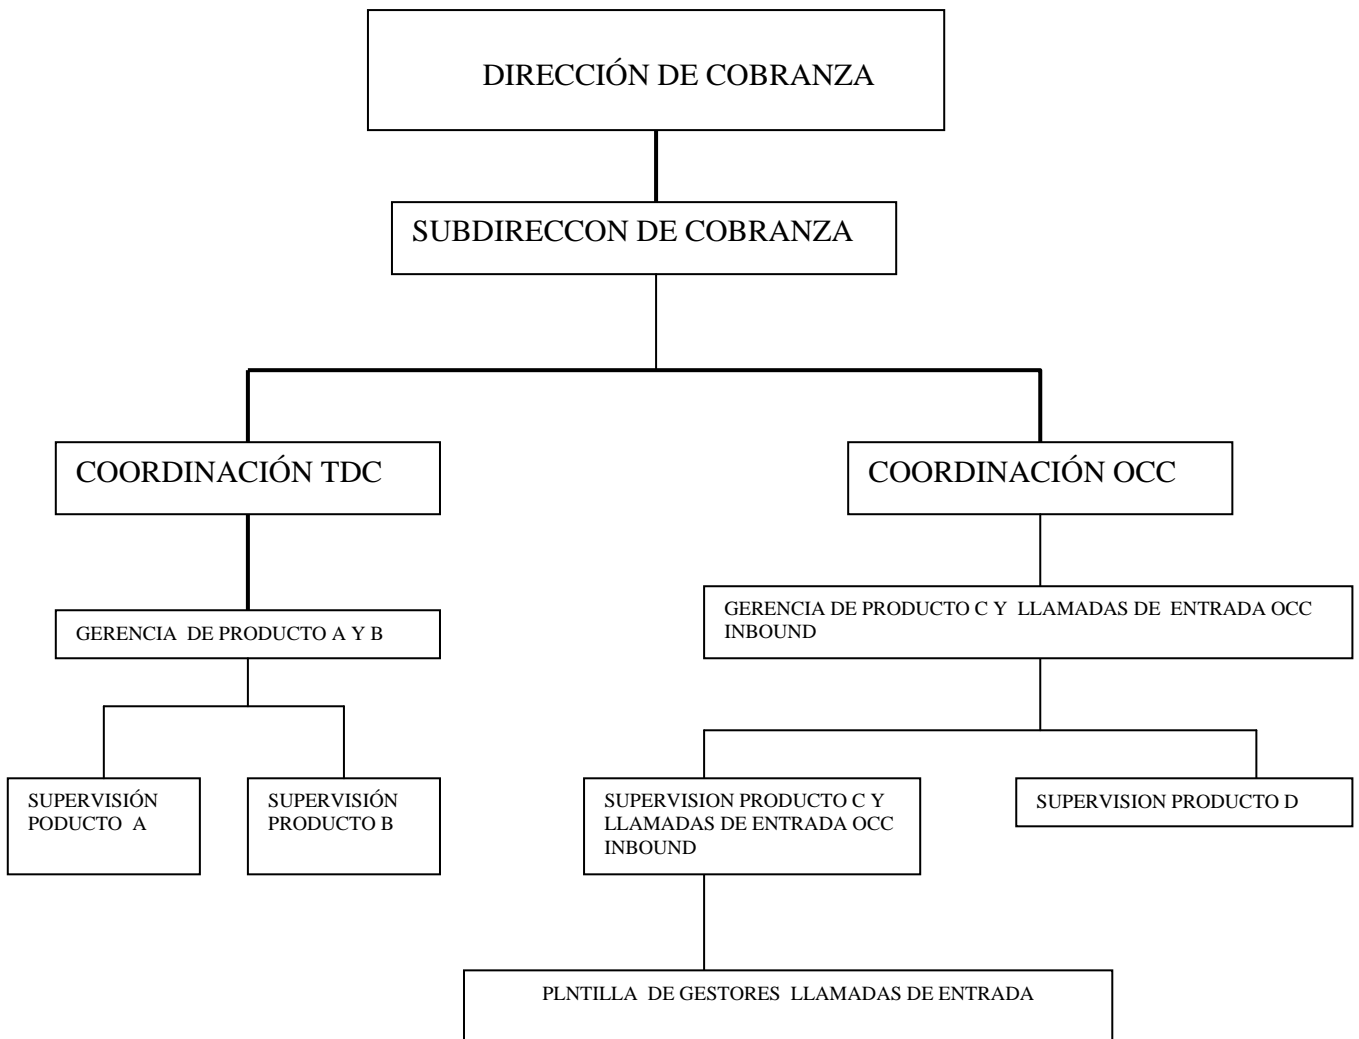 DIRECCIÓN DE COBRANZA
SUBDIRECCON DE COBRANZA
COORDINACIÓN TDC
COORDINACIÓN OCC
GERENCIA DE PRODUCTO A Y B
GERENCIA DE PRODUCTO C Y LLAMADAS DE ENTRADA OCC
INBOUND
SUPERVISIÓN
PODUCTO A
SUPERVISIÓN
PRODUCTO B
SUPERVISION PRODUCTO C Y
LLAMADAS DE ENTRADA OCC
INBOUND
SUPERVISION PRODUCTO D
PLNTILLA DE GESTORES LLAMADAS DE ENTRADA